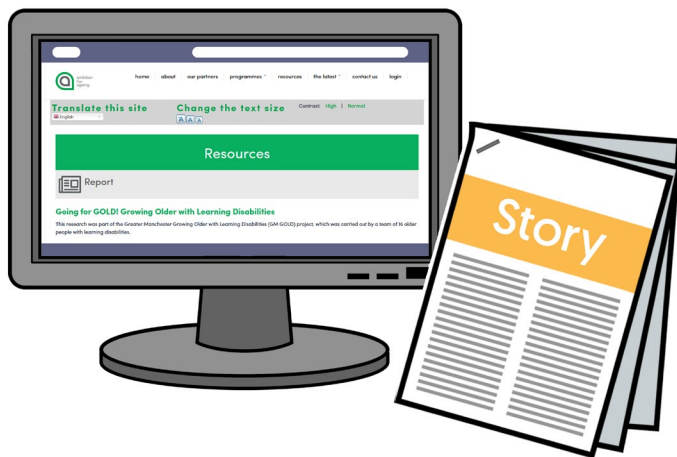 ambition
for
ageing
home about our partners programmes resources the latest contact us login
Translate this site
English
Change the text size
A A A
Contrast: High | Normal
Resources
Report
Going for GOLD! Growing Older with Learning Disabilities
This research was part of the Greater Manchester Growing Older with Learning Disabilities (GM GOLD) project, which was carried out by a team of 16 older
people with learning disabilities.
Story